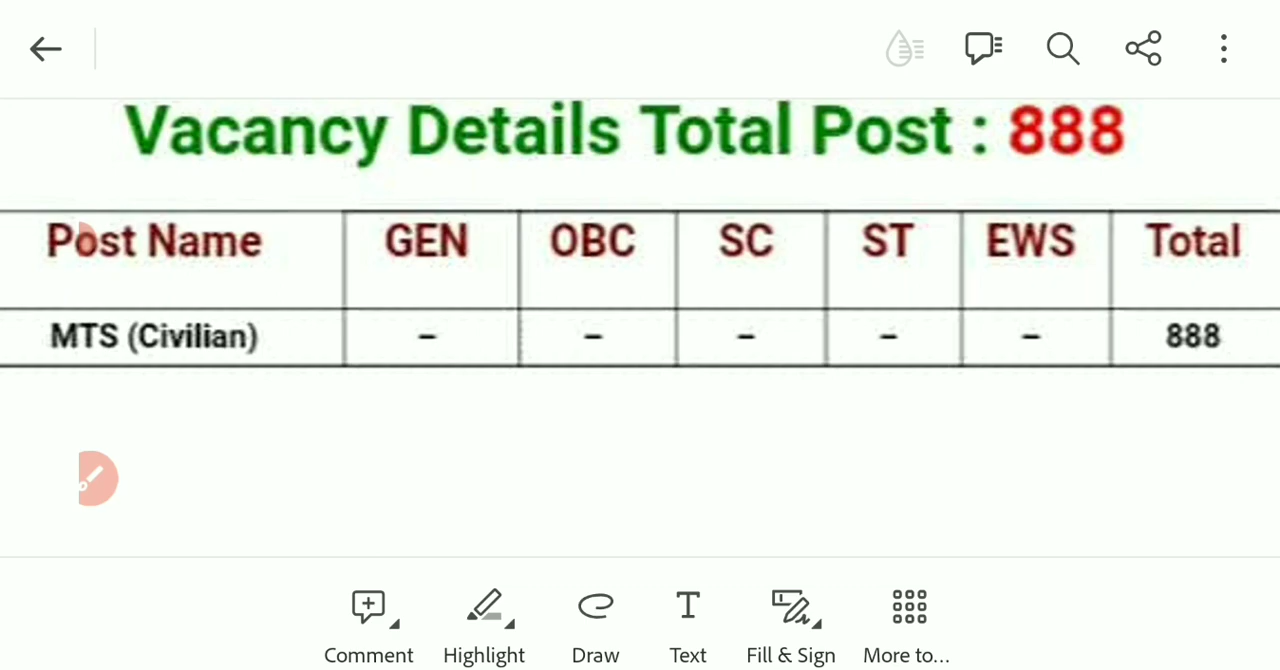 Vacancy Details Total Post : 888
Post Name GEN OBC SC ST EWS Total
MTS (Civilian) – – – – – 888
Comment Highlight Draw Text Fill & Sign More to...